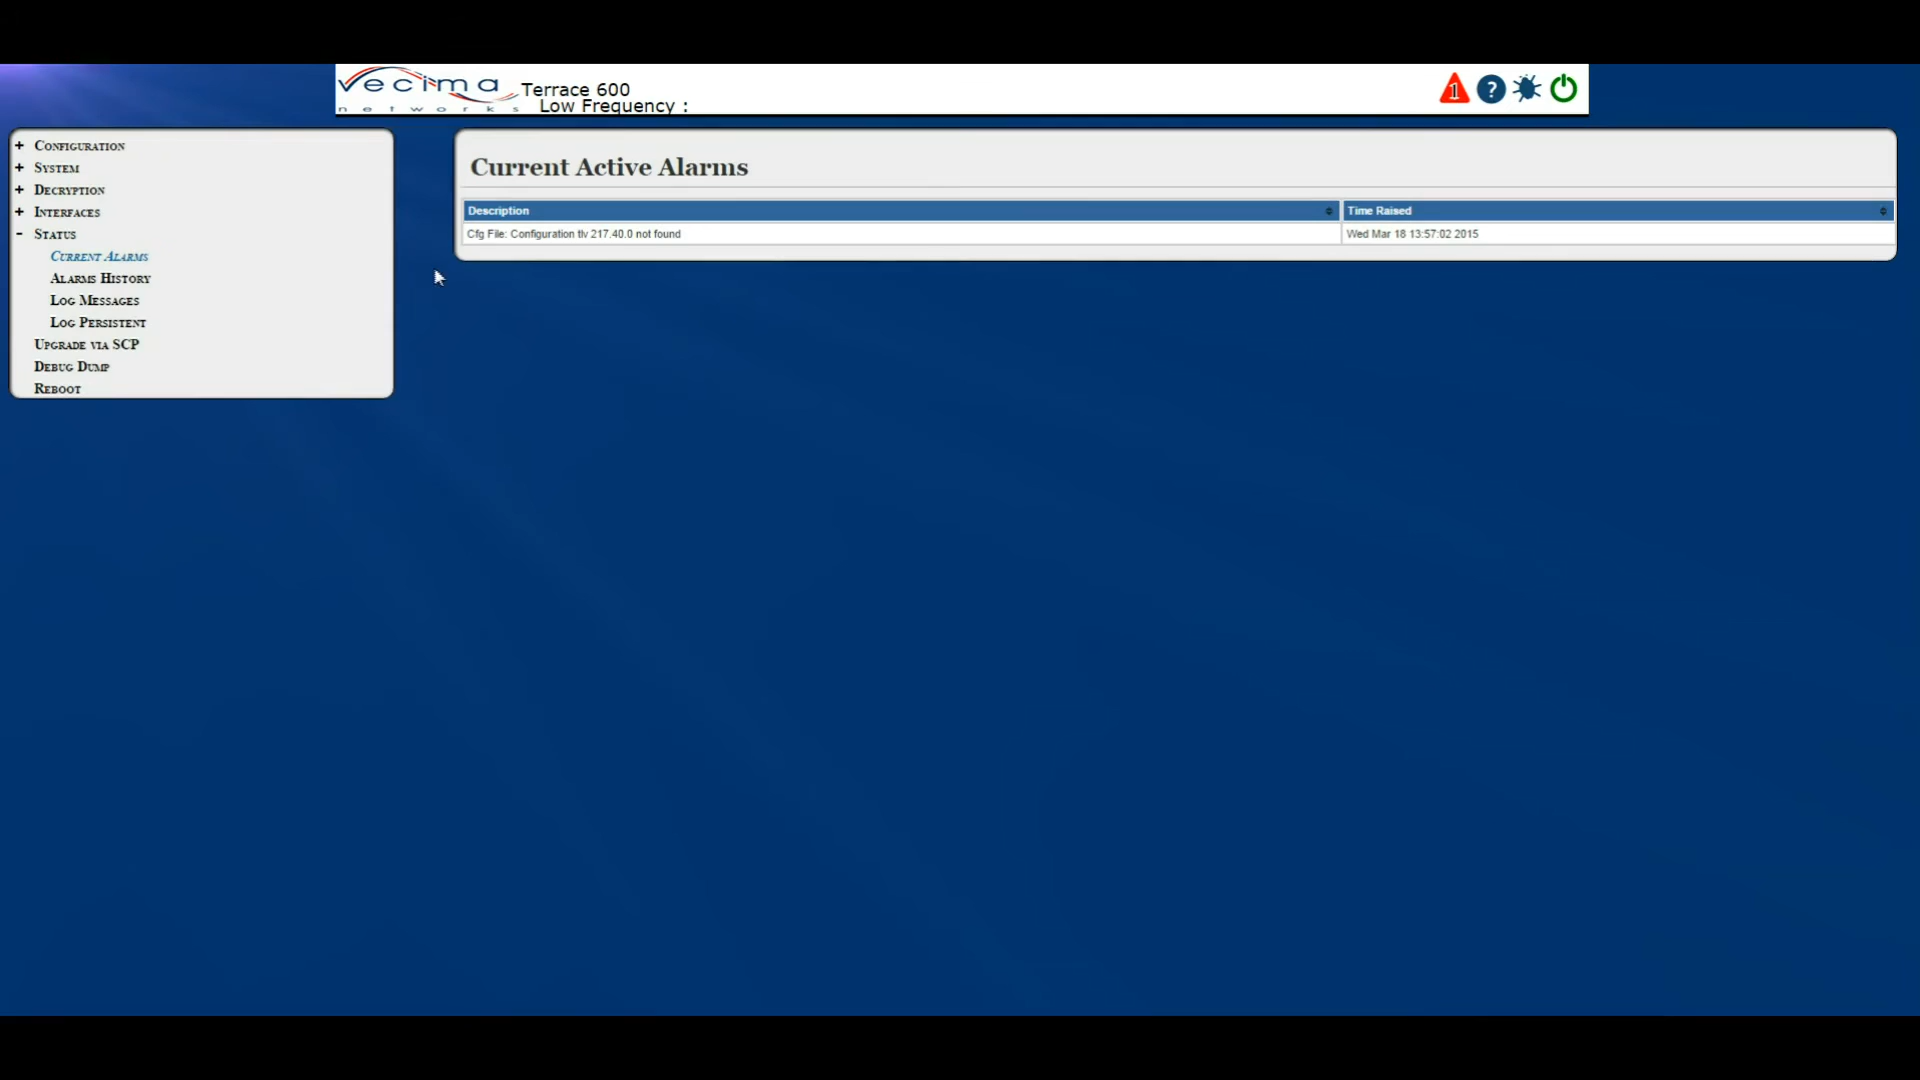 vecima
networks
Terrace 600
Low Frequency :
1
?
+ Configuration
+ System
+ Decryption
+ Interfaces
- Status
Current Alarms
Alarms History
Log Messages
Log Persistent
Upgrade via SCP
Debug Dump
Reboot
Current Active Alarms
Description Time Raised
Cfg File: Configuration tlv 217.40.0 not found Wed Mar 18 13:57:02 2015